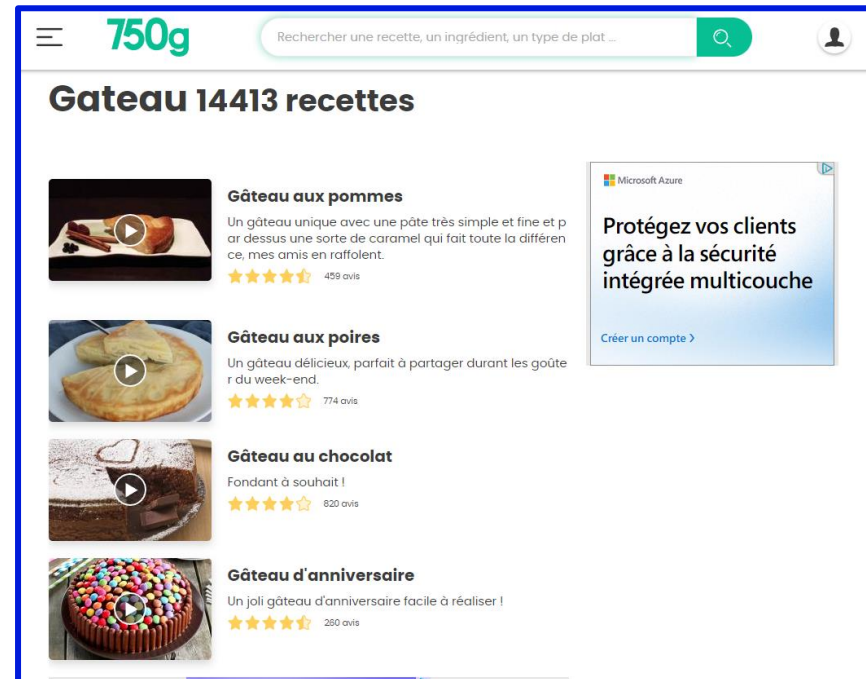 750g
Rechercher une recette, un ingrédient, un type de plat ...
Gateau 14413 recettes
Gâteau aux pommes
Un gâteau unique avec une pâte très simple et fine et p
ar dessus une sorte de caramel qui fait toute la différen
ce, mes amis en raffolent.
459 avis
Microsoft Azure
Protégez vos clients
grâce à la sécurité
intégrée multicouche
Créer un compte >
Gâteau aux poires
Un gâteau délicieux, parfait à partager durant les goûte
r du week-end.
774 avis
Gâteau au chocolat
Fondant à souhait !
820 avis
Gâteau d'anniversaire
Un joli gâteau d'anniversaire facile à réaliser !
260 avis